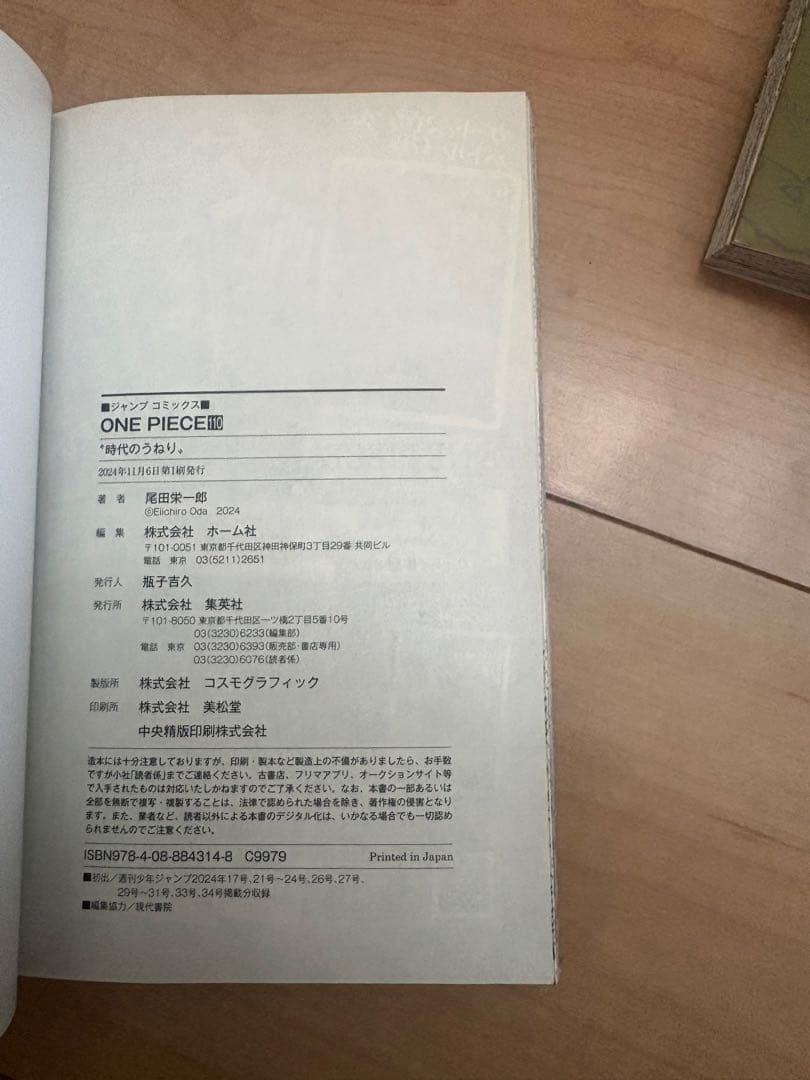 ■ジャンプ コミックス■
ONE PIECE 110
〝時代のうねり〟
2024年11月6日第1刷発行
著 者 尾田栄一郎
©Eiichiro Oda 2024
編 集 株式会社 ホーム社
〒101-0051 東京都千代田区神田神保町3丁目29番 共同ビル
電話 東京 03(5211)2651
発行人 瓶子吉久
発行所 株式会社 集英社
〒101-8050 東京都千代田区一ツ橋2丁目5番10号
03(3230)6233(編集部)
電話 東京 03(3230)6393(販売部・書店専用)
03(3230)6076(読者係)
製版所 株式会社 コスモグラフィック
印刷所 株式会社 美松堂
中央精版印刷株式会社
造本には十分注意しておりますが、印刷・製本など製造上の不備がありましたら、お手数
ですが小社「読者係」までご連絡ください。古書店、フリマアプリ、オークションサイト等
で入手されたものは対応いたしかねますのでご了承ください。なお、本書の一部あるいは
全部を無断で複写・複製することは、法律で認められた場合を除き、著作権の侵害となり
ます。また、業者など、読者以外による本書のデジタル化は、いかなる場合でも一切認め
られませんのでご注意ください。
ISBN978-4-08-884314-8 C9979 Printed in Japan
■初出/週刊少年ジャンプ2024年17号、21号~24号、26号、27号、
29号~31号、33号、34号掲載分収録
■編集協力/現代書院